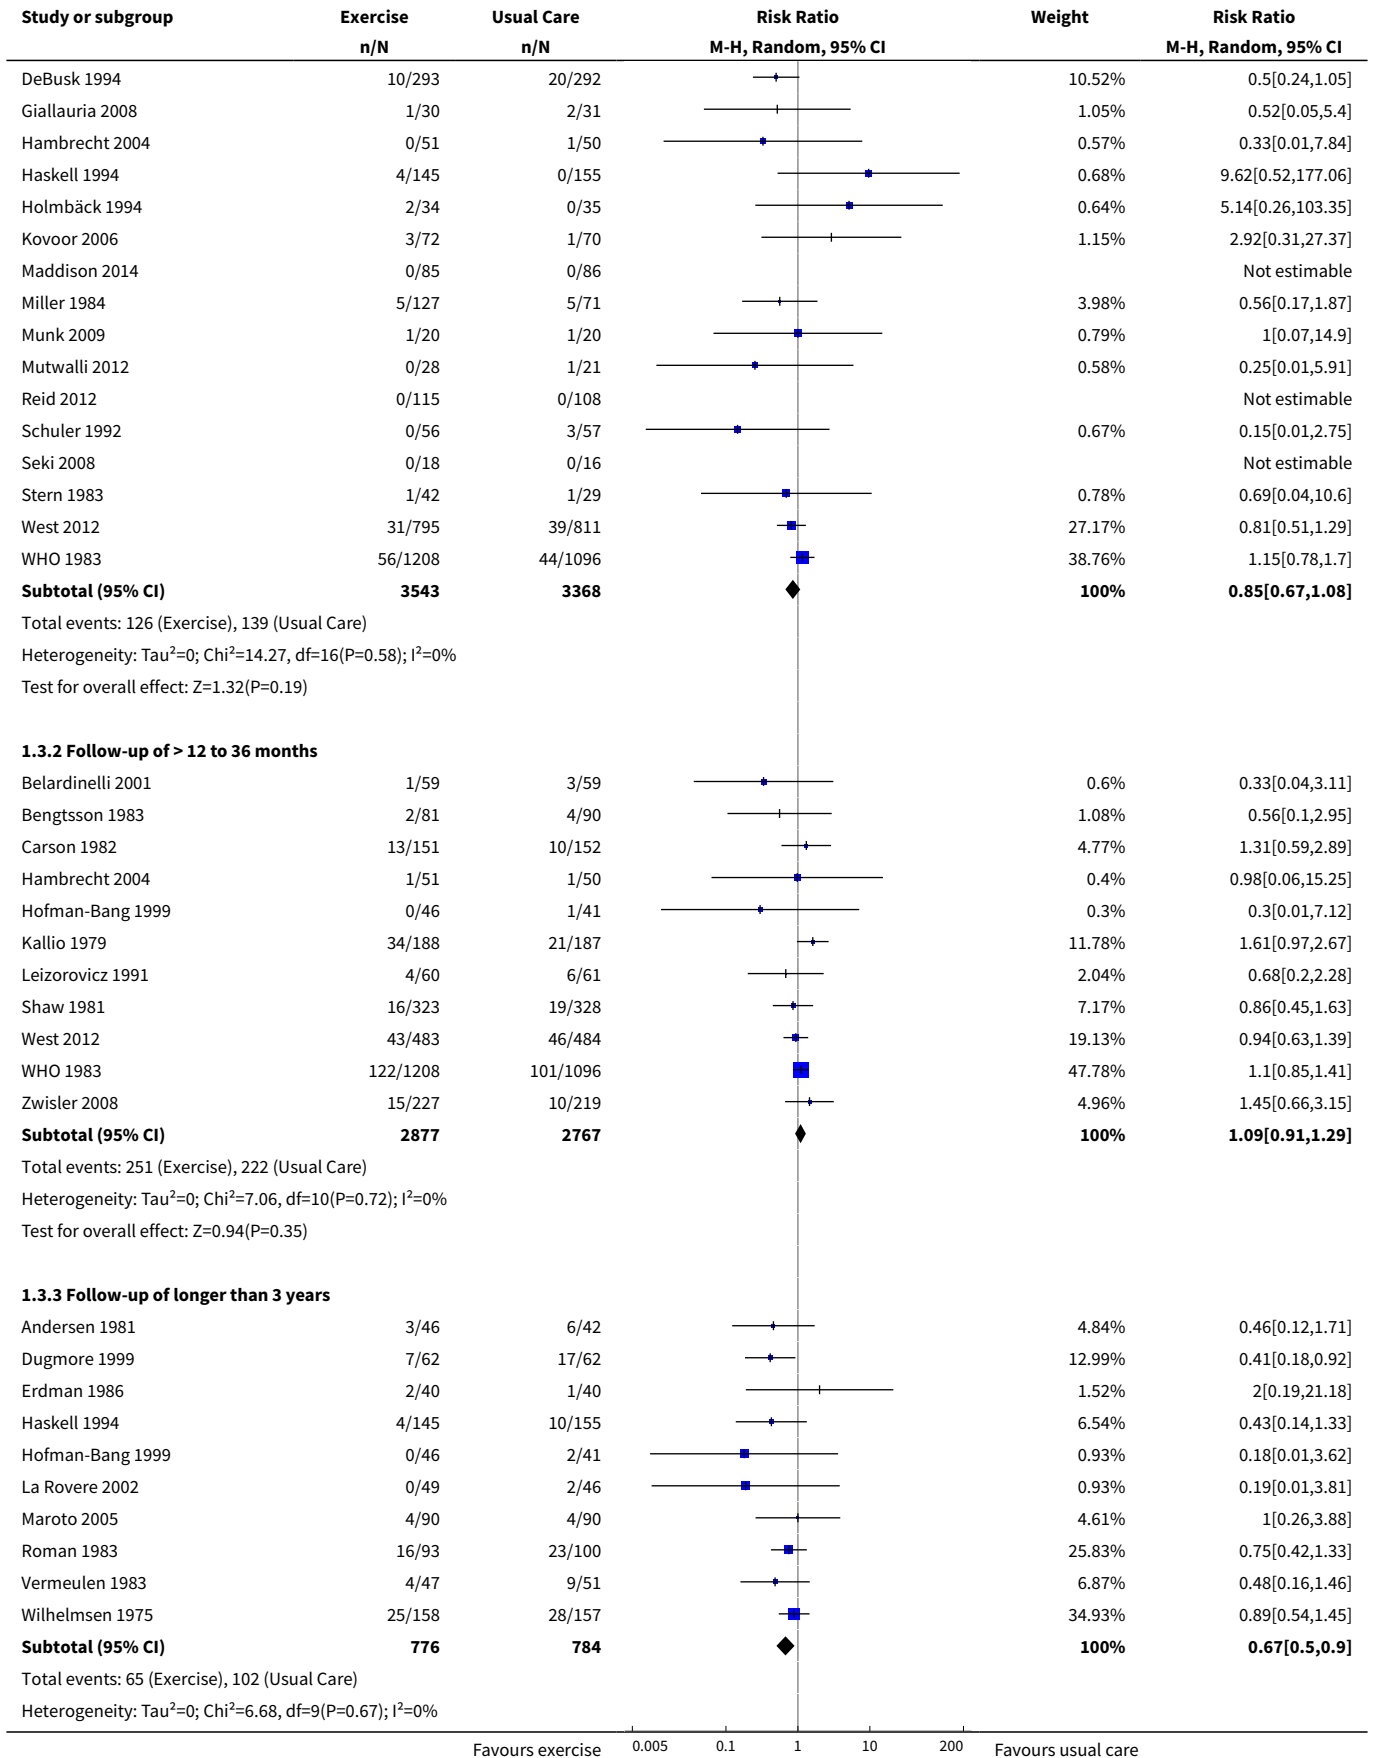 Study or subgroup Exercise Usual Care Risk Ratio Weight Risk Ratio
n/N n/N M-H, Random, 95% CI M-H, Random, 95% CI
DeBusk 1994 10/293 20/292 10.52% 0.5[0.24,1.05]
Giallauria 2008 1/30 2/31 1.05% 0.52[0.05,5.4]
Hambrecht 2004 0/51 1/50 0.57% 0.33[0.01,7.84]
Haskell 1994 4/145 0/155 0.68% 9.62[0.52,177.06]
Holmbäck 1994 2/34 0/35 0.64% 5.14[0.26,103.35]
Kovoor 2006 3/72 1/70 1.15% 2.92[0.31,27.37]
Maddison 2014 0/85 0/86 Not estimable
Miller 1984 5/127 5/71 3.98% 0.56[0.17,1.87]
Munk 2009 1/20 1/20 0.79% 1[0.07,14.9]
Mutwalli 2012 0/28 1/21 0.58% 0.25[0.01,5.91]
Reid 2012 0/115 0/108 Not estimable
Schuler 1992 0/56 3/57 0.67% 0.15[0.01,2.75]
Seki 2008 0/18 0/16 Not estimable
Stern 1983 1/42 1/29 0.78% 0.69[0.04,10.6]
West 2012 31/795 39/811 27.17% 0.81[0.51,1.29]
WHO 1983 56/1208 44/1096 38.76% 1.15[0.78,1.7]
Subtotal (95% CI) 3543 3368 100% 0.85[0.67,1.08]
Total events: 126 (Exercise), 139 (Usual Care)
Heterogeneity: Tau²=0; Chi²=14.27, df=16(P=0.58); I²=0%
Test for overall effect: Z=1.32(P=0.19)
1.3.2 Follow-up of > 12 to 36 months
Belardinelli 2001 1/59 3/59 0.6% 0.33[0.04,3.11]
Bengtsson 1983 2/81 4/90 1.08% 0.56[0.1,2.95]
Carson 1982 13/151 10/152 4.77% 1.31[0.59,2.89]
Hambrecht 2004 1/51 1/50 0.4% 0.98[0.06,15.25]
Hofman-Bang 1999 0/46 1/41 0.3% 0.3[0.01,7.12]
Kallio 1979 34/188 21/187 11.78% 1.61[0.97,2.67]
Leizorovicz 1991 4/60 6/61 2.04% 0.68[0.2,2.28]
Shaw 1981 16/323 19/328 7.17% 0.86[0.45,1.63]
West 2012 43/483 46/484 19.13% 0.94[0.63,1.39]
WHO 1983 122/1208 101/1096 47.78% 1.1[0.85,1.41]
Zwisler 2008 15/227 10/219 4.96% 1.45[0.66,3.15]
Subtotal (95% CI) 2877 2767 100% 1.09[0.91,1.29]
Total events: 251 (Exercise), 222 (Usual Care)
Heterogeneity: Tau²=0; Chi²=7.06, df=10(P=0.72); I²=0%
Test for overall effect: Z=0.94(P=0.35)
1.3.3 Follow-up of longer than 3 years
Andersen 1981 3/46 6/42 4.84% 0.46[0.12,1.71]
Dugmore 1999 7/62 17/62 12.99% 0.41[0.18,0.92]
Erdman 1986 2/40 1/40 1.52% 2[0.19,21.18]
Haskell 1994 4/145 10/155 6.54% 0.43[0.14,1.33]
Hofman-Bang 1999 0/46 2/41 0.93% 0.18[0.01,3.62]
La Rovere 2002 0/49 2/46 0.93% 0.19[0.01,3.81]
Maroto 2005 4/90 4/90 4.61% 1[0.26,3.88]
Roman 1983 16/93 23/100 25.83% 0.75[0.42,1.33]
Vermeulen 1983 4/47 9/51 6.87% 0.48[0.16,1.46]
Wilhelmsen 1975 25/158 28/157 34.93% 0.89[0.54,1.45]
Subtotal (95% CI) 776 784 100% 0.67[0.5,0.9]
Total events: 65 (Exercise), 102 (Usual Care)
Heterogeneity: Tau²=0; Chi²=6.68, df=9(P=0.67); I²=0%
Favours exercise 0.005 0.1 1 10 200 Favours usual care